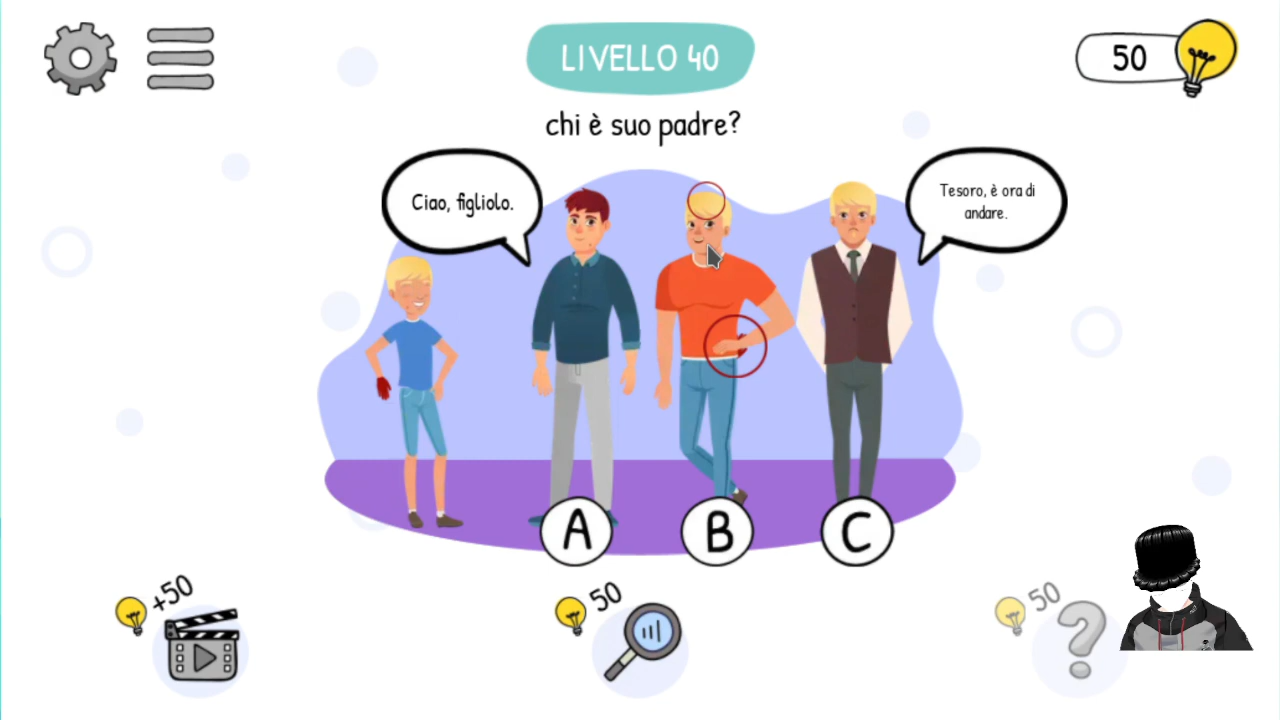 LIVELLO 40
50
chi è suo padre?
Ciao, figliolo.
Tesoro, è ora di
andare.
A
B
C
+50
50
50
?